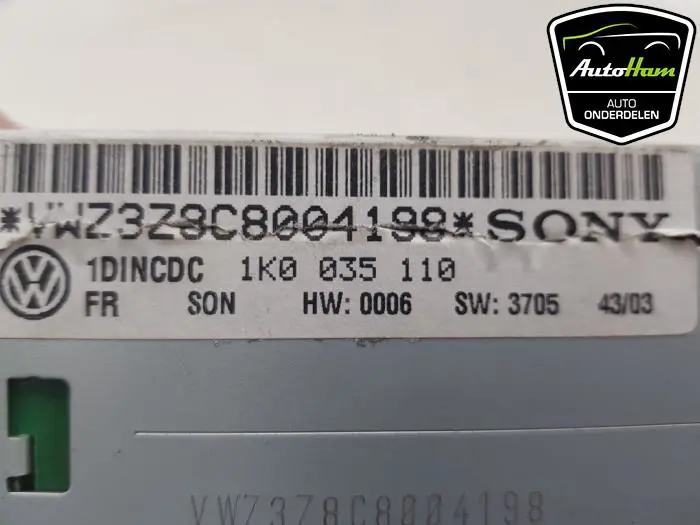 AutoHam
AUTO
ONDERDELEN
*VWZ3Z8C8004198* SONY
1DINCDC 1K0 035 110
FR SON HW: 0006 SW: 3705 43/03
VWZ3Z8C8004198